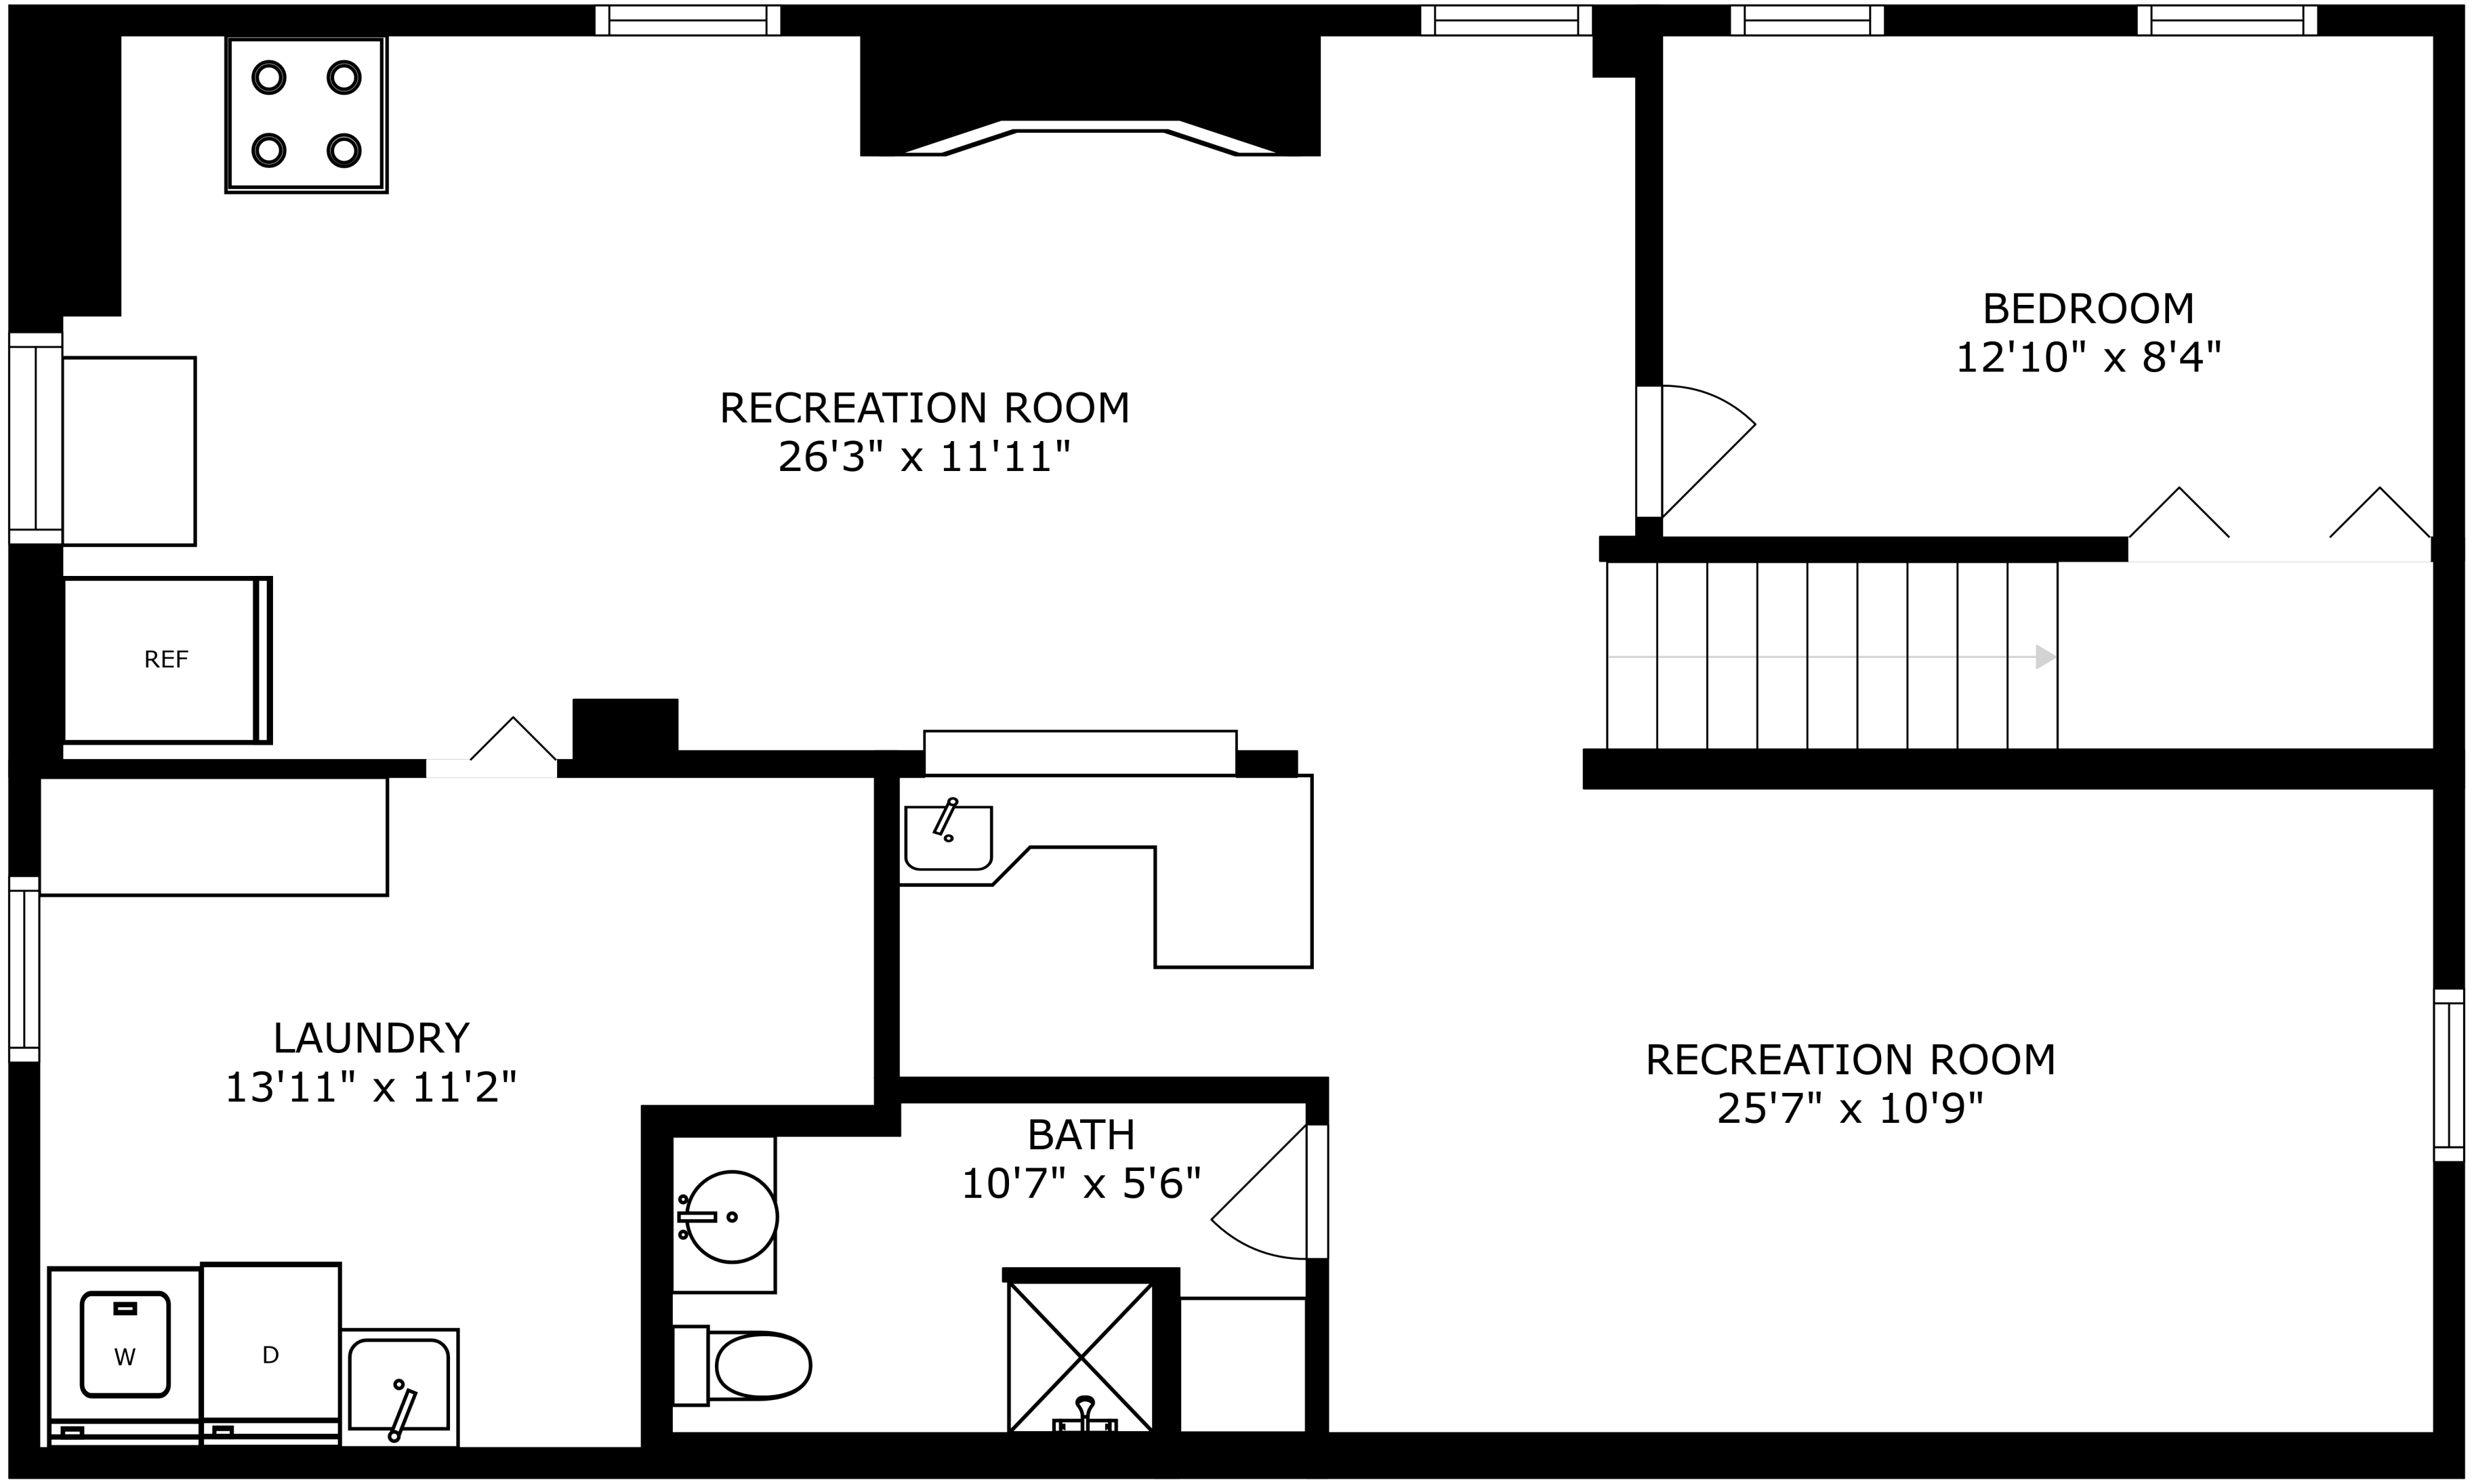 BEDROOM
12'10" x 8'4"
RECREATION ROOM
26'3" x 11'11"
REF
LAUNDRY
13'11" x 11'2"
RECREATION ROOM
25'7" x 10'9"
BATH
10'7" x 5'6"
W
D